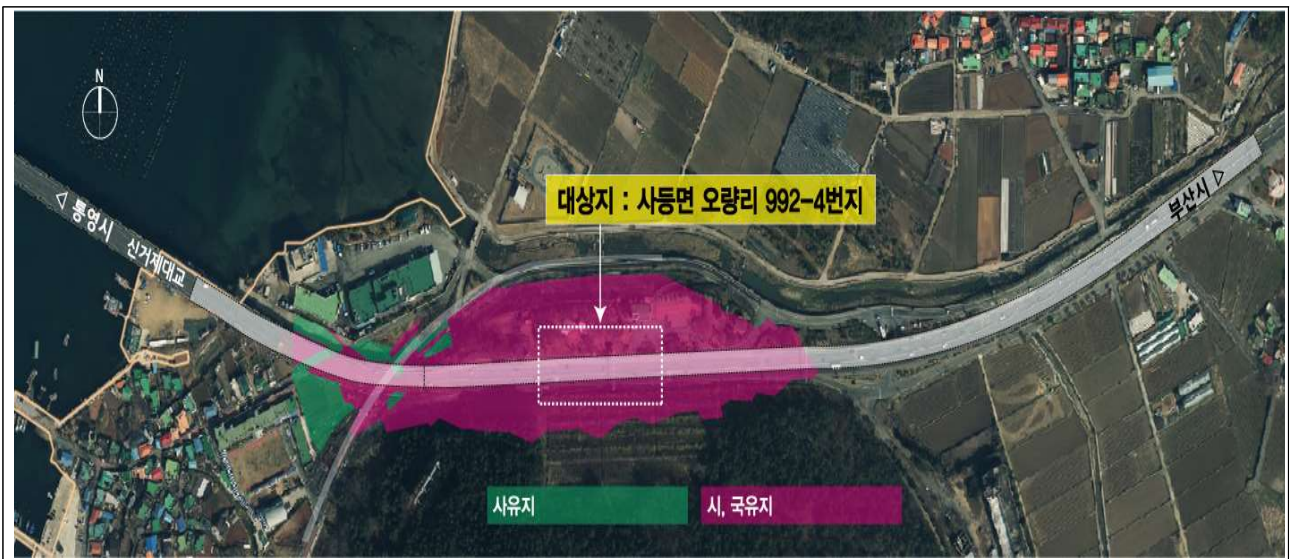 N
대상지 : 사등면 오량리 992-4번지
◁ 통영시 신거제대교
부산시 ▷
사유지
시, 국유지